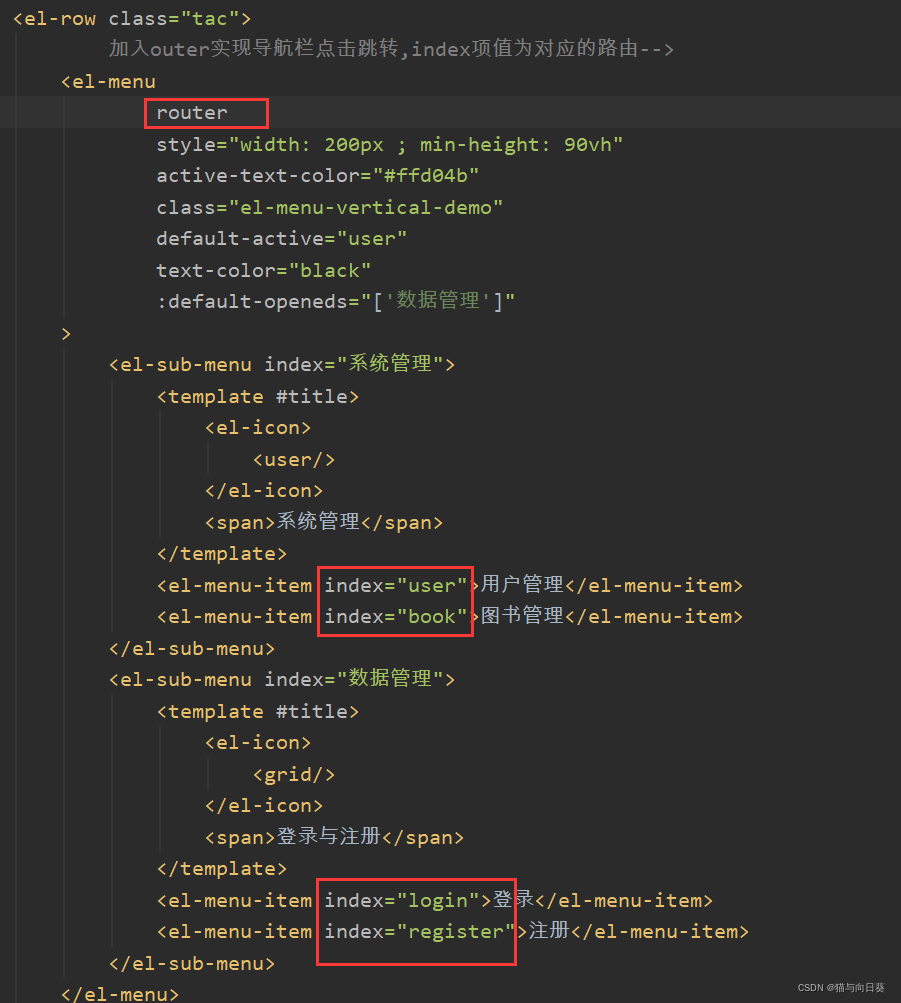 <el-row class="tac">
加入outer实现导航栏点击跳转,index项值为对应的路由-->
<el-menu
router
style="width: 200px ; min-height: 90vh"
active-text-color="#ffd04b"
class="el-menu-vertical-demo"
default-active="user"
text-color="black"
:default-openeds="['数据管理']"
>
<el-sub-menu index="系统管理">
<template #title>
<el-icon>
<user/>
</el-icon>
<span>系统管理</span>
</template>
<el-menu-item index="user">用户管理</el-menu-item>
<el-menu-item index="book">图书管理</el-menu-item>
</el-sub-menu>
<el-sub-menu index="数据管理">
<template #title>
<el-icon>
<grid/>
</el-icon>
<span>登录与注册</span>
</template>
<el-menu-item index="login">登录</el-menu-item>
<el-menu-item index="register">注册</el-menu-item>
</el-sub-menu>
</el-menu>
CSDN @猫与向日葵